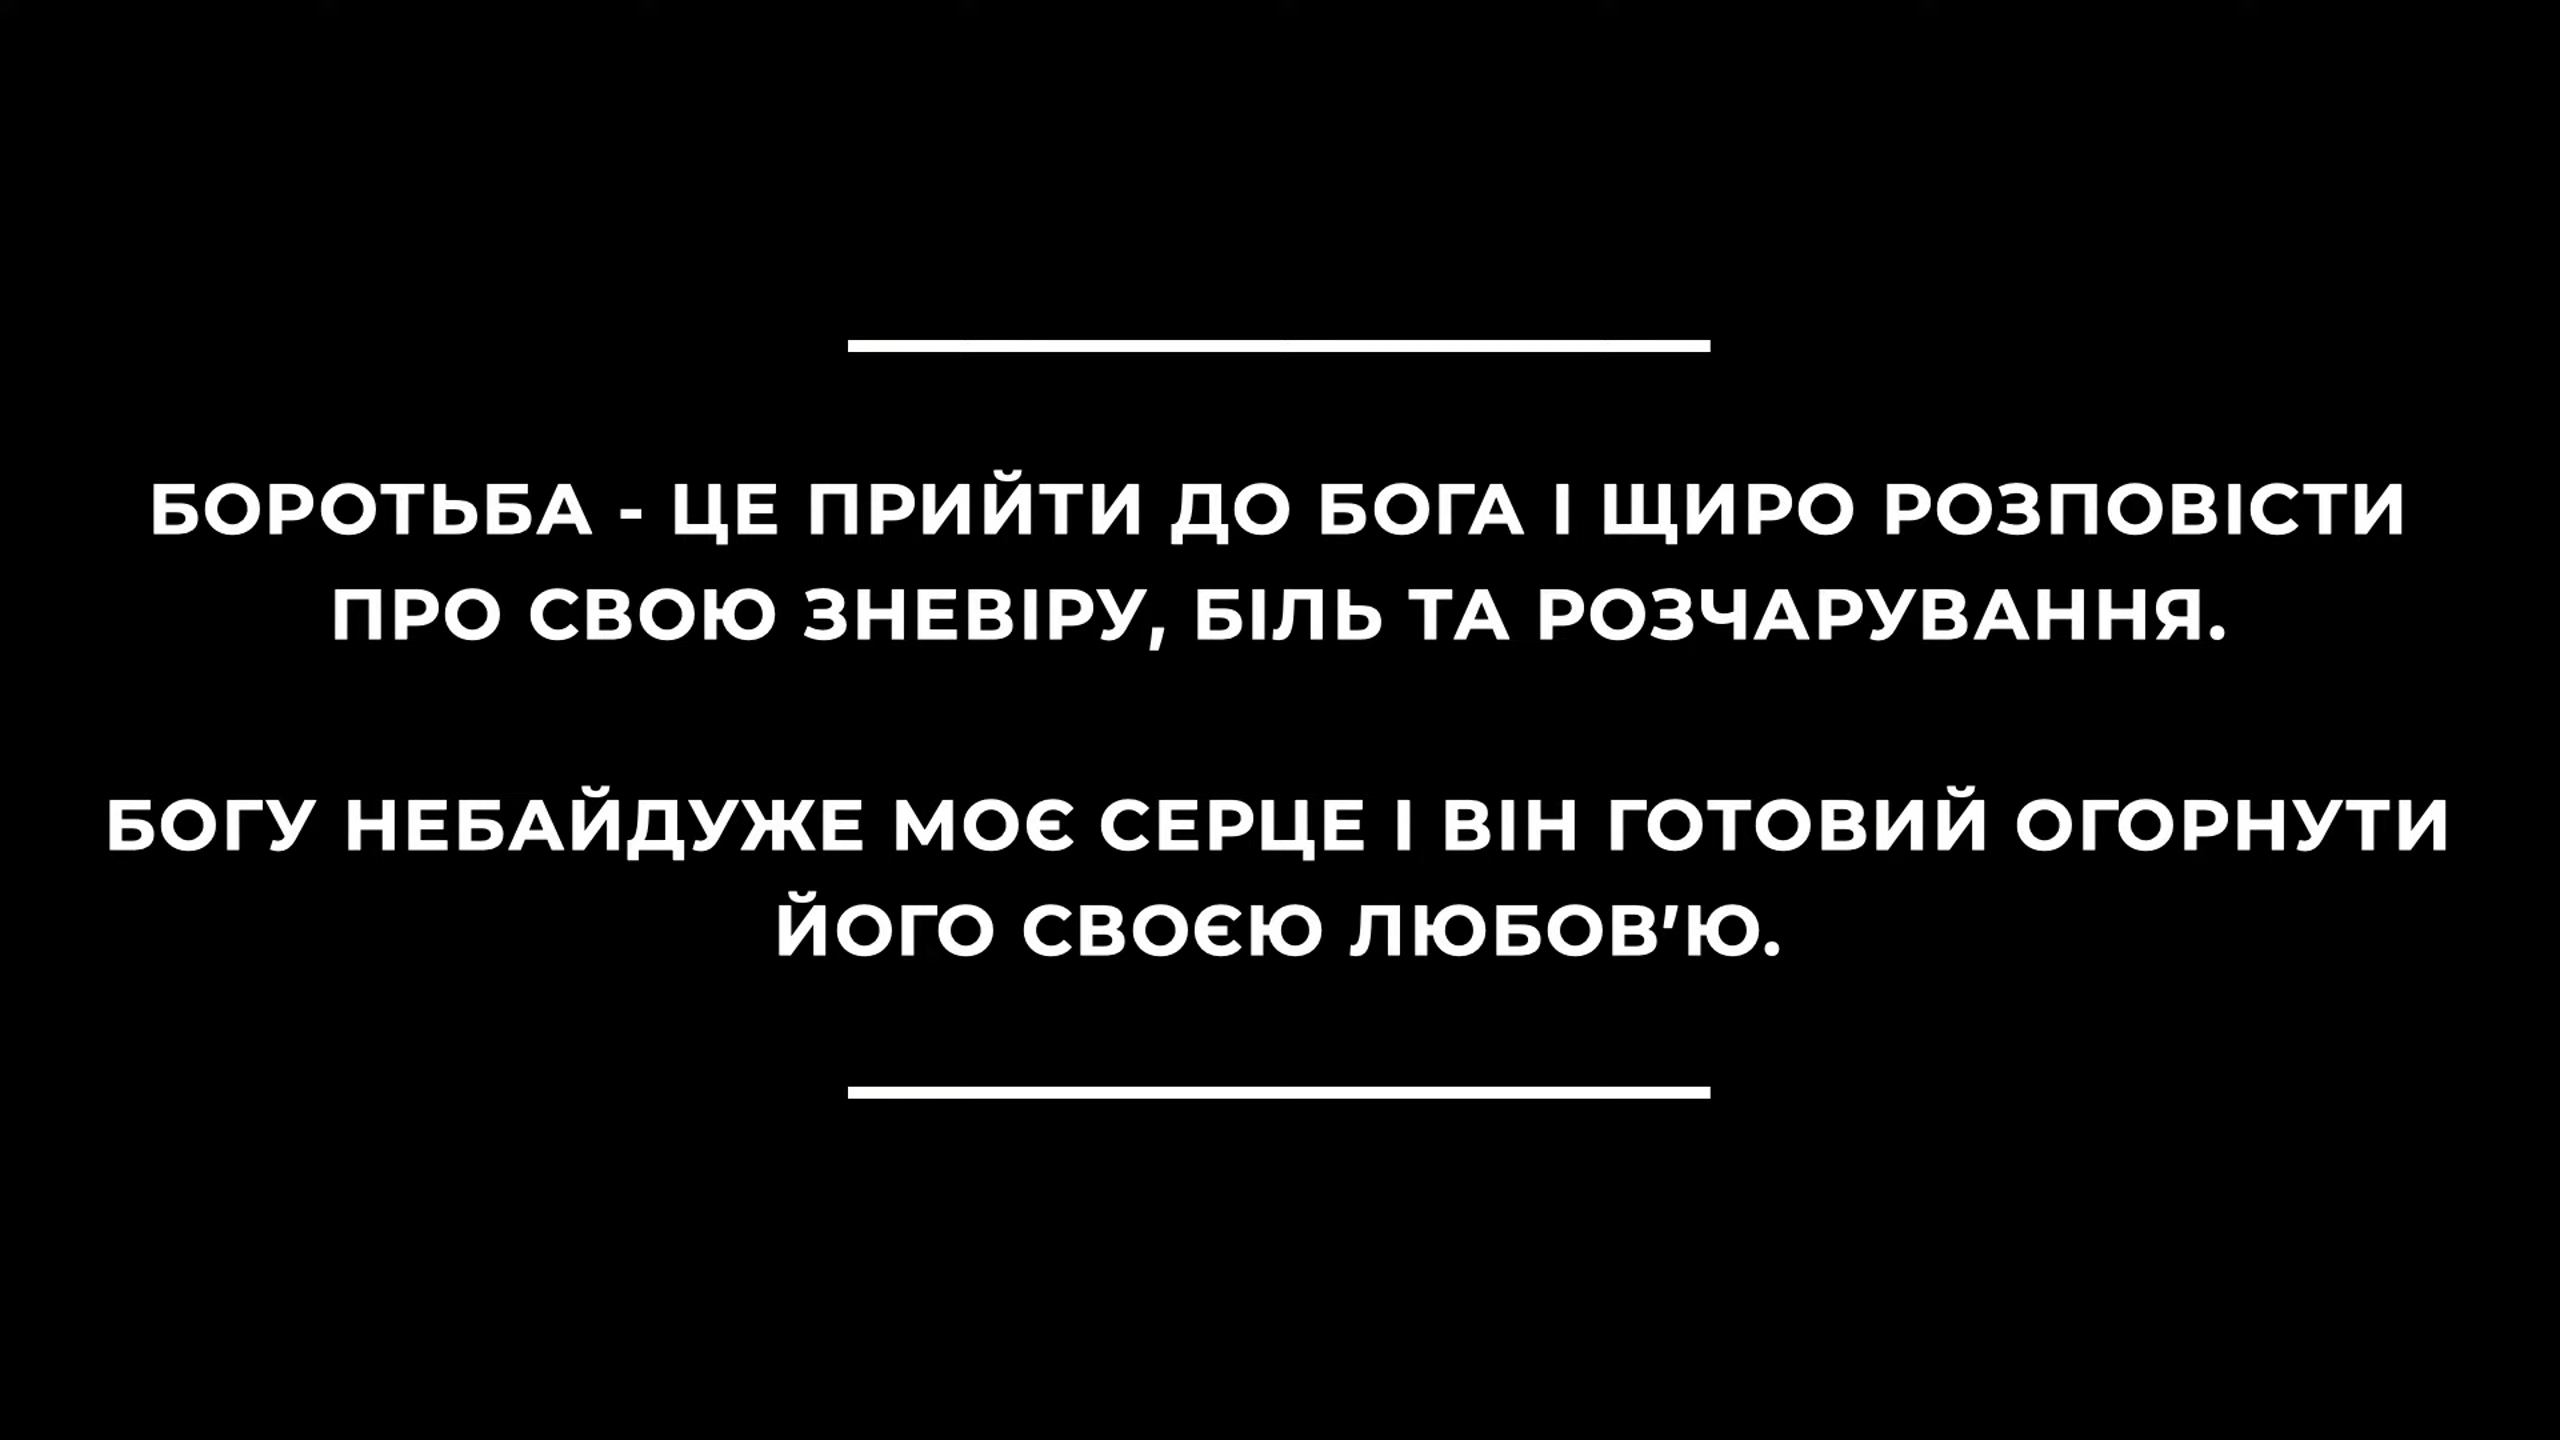 БОРОТЬБА - ЦЕ ПРИЙТИ ДО БОГА І ЩИРО РОЗПОВІСТИ
ПРО СВОЮ ЗНЕВІРУ, БІЛЬ ТА РОЗЧАРУВАННЯ.
БОГУ НЕБАЙДУЖЕ МОЄ СЕРЦЕ І ВІН ГОТОВИЙ ОГОРНУТИ
ЙОГО СВОЄЮ ЛЮБОВ'Ю.